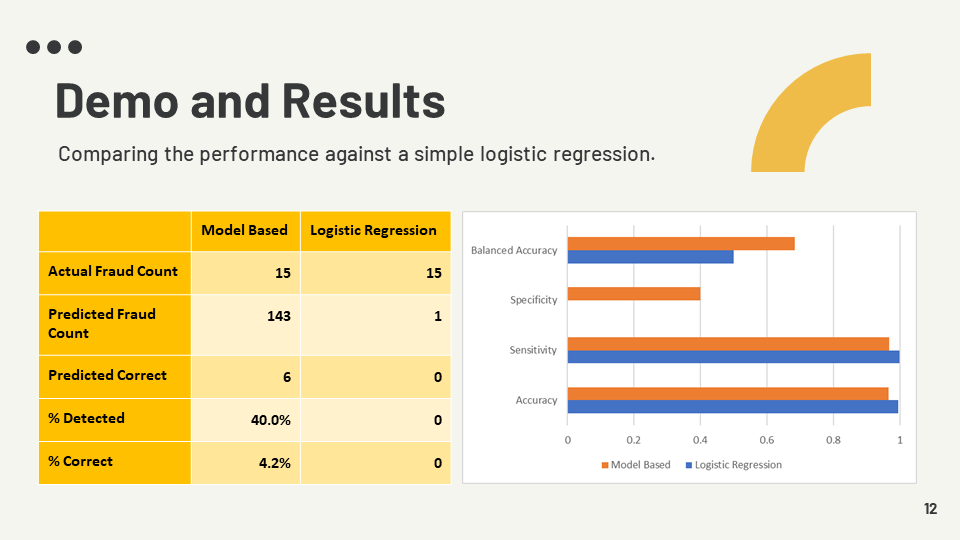 Demo and Results
Comparing the performance against a simple logistic regression.
Model Based Logistic Regression
Actual Fraud Count 15 15
Predicted Fraud
Count 143 1
Predicted Correct 6 0
% Detected 40.0% 0
% Correct 4.2% 0
Balanced Accuracy
Specificity
Sensitivity
Accuracy
0 0.2 0.4 0.6 0.8 1
Model Based Logistic Regression
12